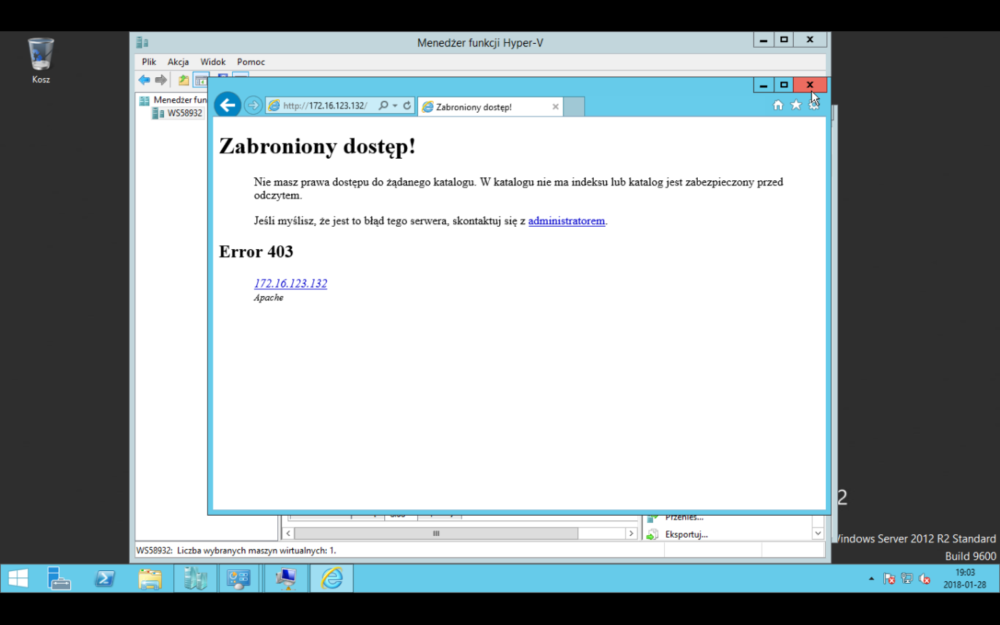 Kosz
Menedżer funkcji Hyper-V
Plik Akcja Widok Pomoc
Menedżer fun
WS58932
http://172.16.123.132/
Zabroniony dostęp!
Zabroniony dostęp!
Nie masz prawa dostępu do żądanego katalogu. W katalogu nie ma indeksu lub katalog jest zabezpieczony przed
odczytem.
Jeśli myślisz, że jest to błąd tego serwera, skontaktuj się z administratorem.
Error 403
172.16.123.132
Apache
2
Przenieś...
Eksportuj...
indows Server 2012 R2 Standard
Build 9600
WS58932: Liczba wybranych maszyn wirtualnych: 1.
19:03
2018-01-28